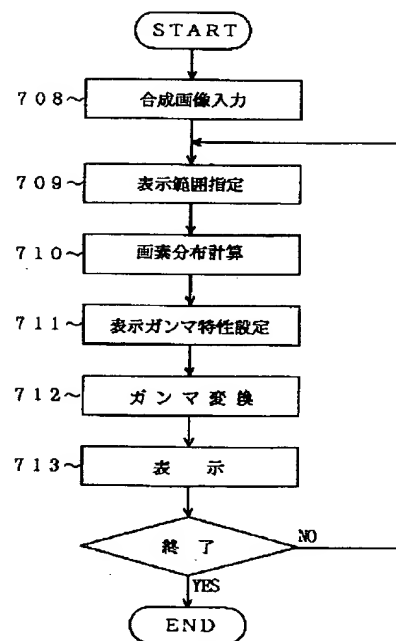 START
708〜 合成画像入力
709〜 表示範囲指定
710〜 画素分布計算
711〜 表示ガンマ特性設定
712〜 ガンマ変換
713〜 表示
終了 NO
YES
END